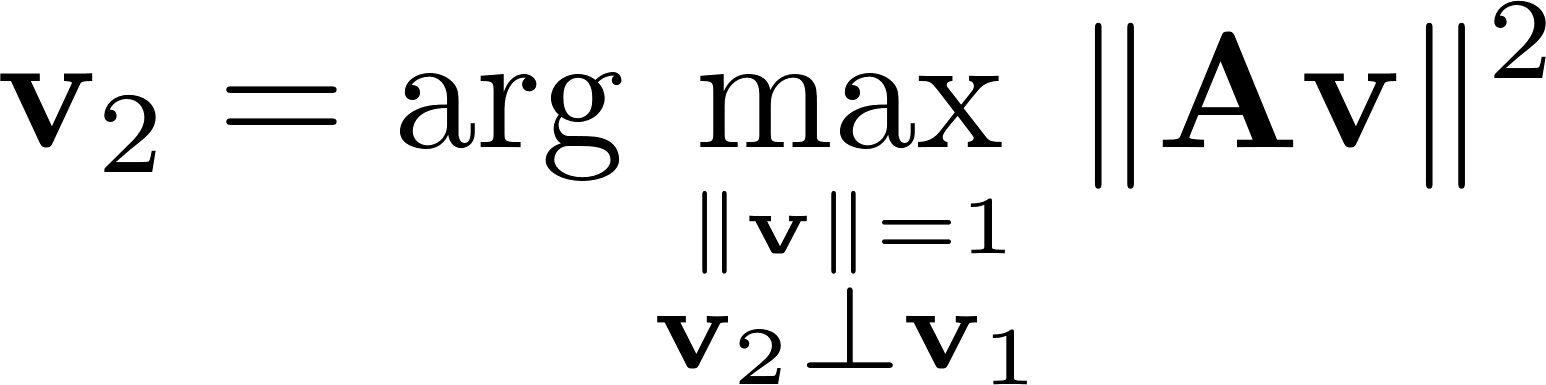 v₂ = arg max ‖Av‖²
‖v‖=1
v₂⊥v₁